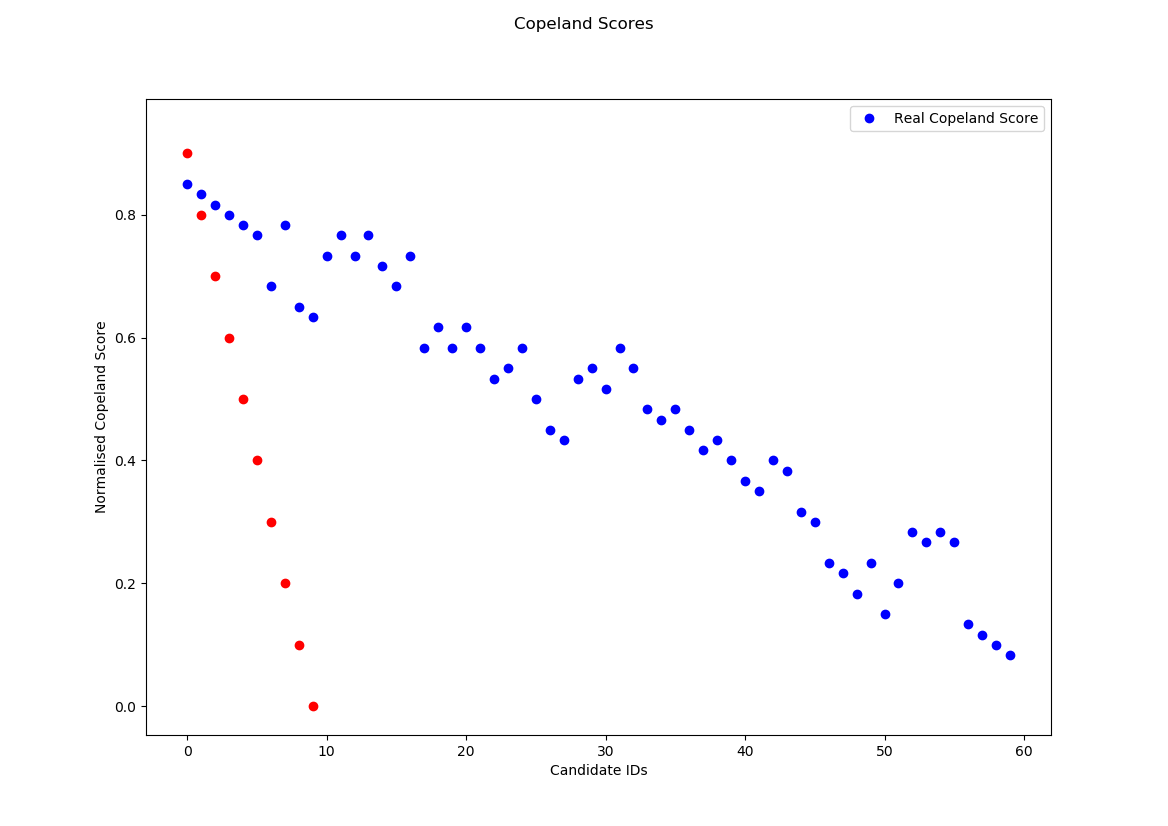 Copeland Scores
Real Copeland Score
Normalised Copeland Score
0.8
0.6
0.4
0.2
0.0
0 10 20 30 40 50 60
Candidate IDs